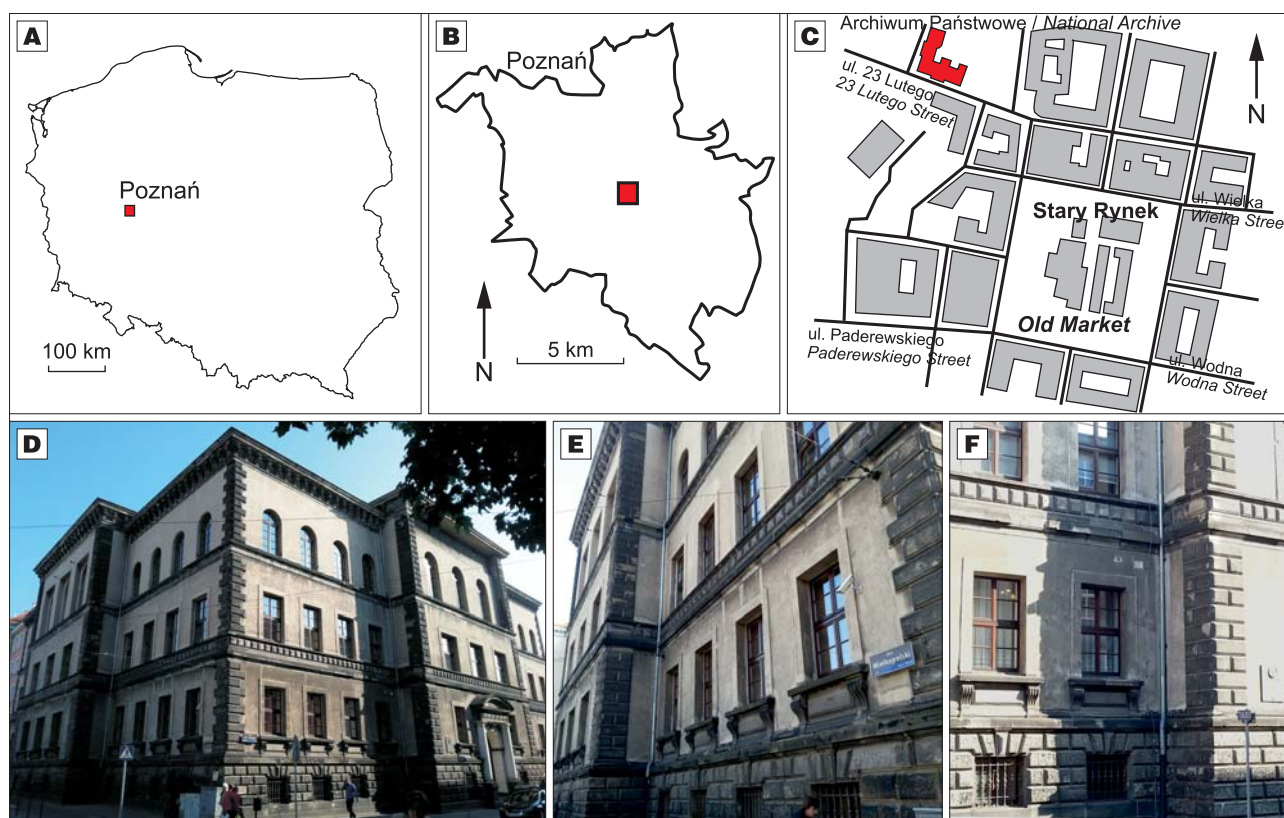 A
Poznań
100 km
B
Poznań
5 km
N
C
Archiwum Państwowe / National Archive
ul. 23 Lutego
23 Lutego Street
N
ul. Wielka
Wielka Stree
Stary Rynek
Old Market
ul. Paderewskiego
Paderewskiego Street
ul. Wodna
Wodna Street
D
E
Wielkopolski
F